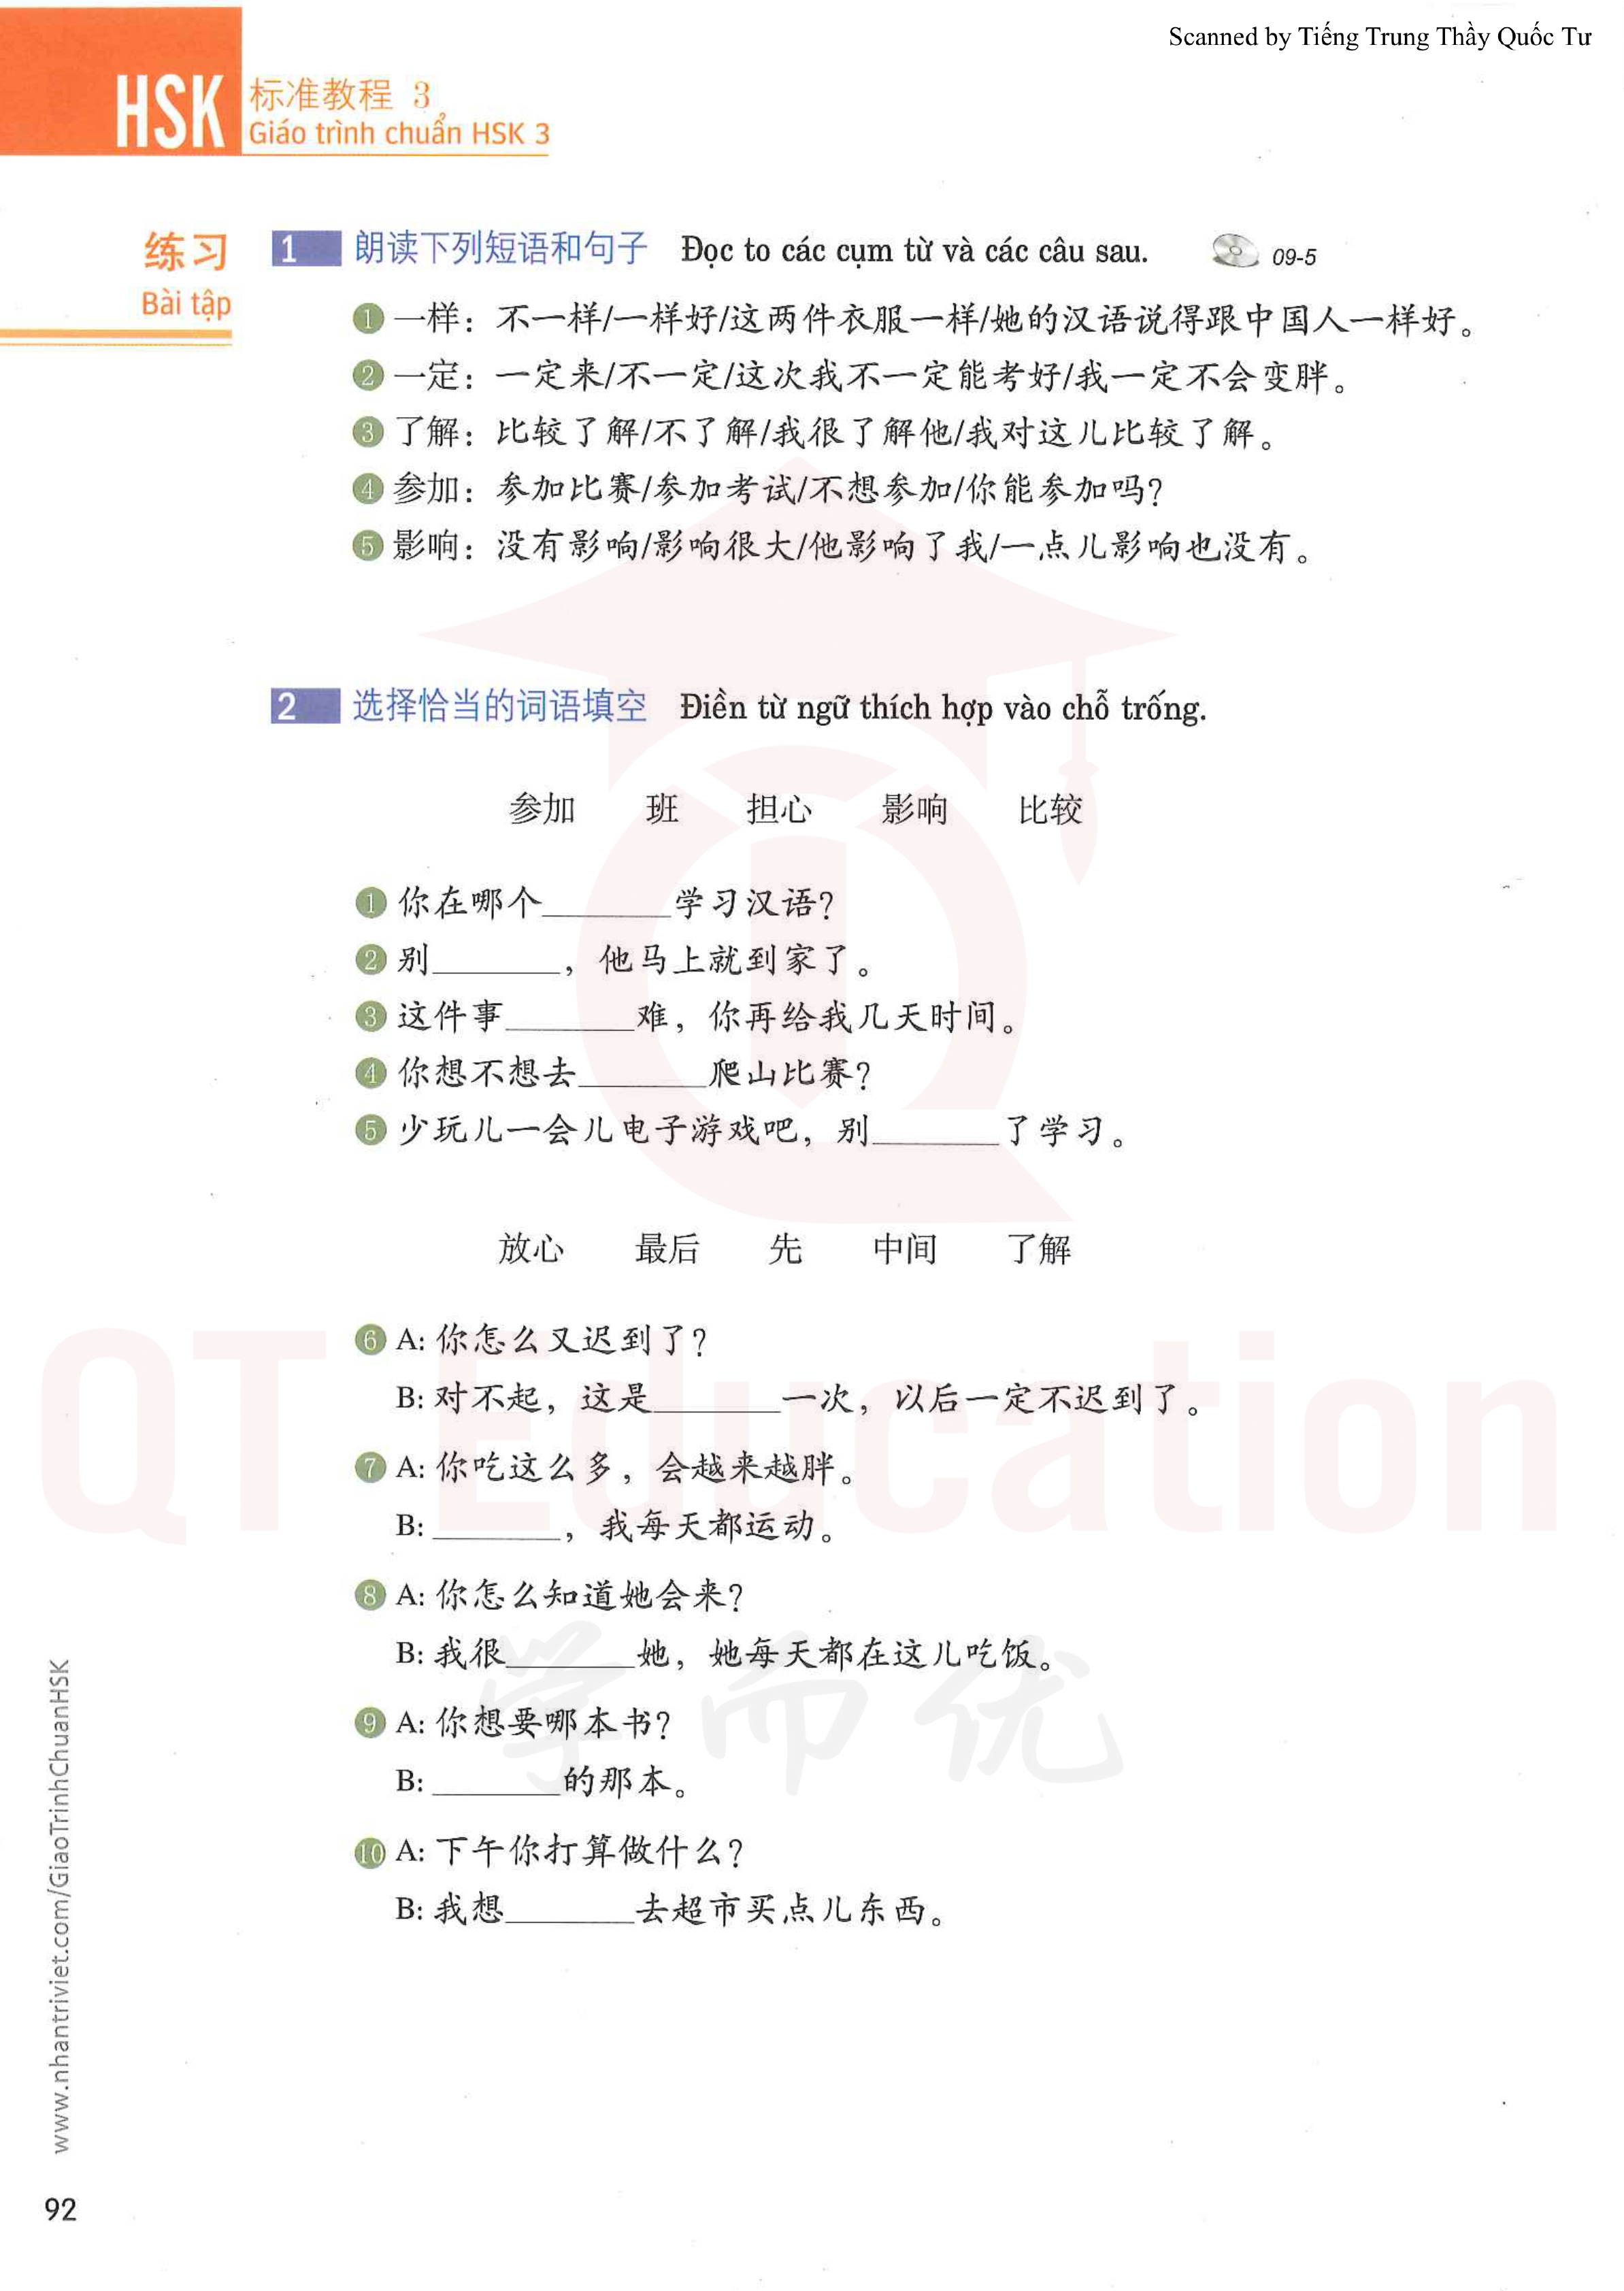 Scanned by Tiếng Trung Thầy Quốc Tư
HSK 标准教程 3
Giáo trình chuẩn HSK 3
练习
Bài tập
1 朗读下列短语和句子 Đọc to các cụm từ và các câu sau. 09-5
1 一样：不一样/一样好/这两件衣服一样/她的汉语说得跟中国人一样好。
2 一定：一定来/不一定/这次我不一定能考好/我一定不会变胖。
3 了解：比较了解/不了解/我很了解他/我对这儿比较了解。
4 参加：参加比赛/参加考试/不想参加/你能参加吗？
5 影响：没有影响/影响很大/他影响了我/一点儿影响也没有。
2 选择恰当的词语填空 Điền từ ngữ thích hợp vào chỗ trống.
参加 班 担心 影响 比较
1 你在哪个________学习汉语？
2 别________，他马上就到家了。
3 这件事________难，你再给我几天时间。
4 你想不想去________爬山比赛？
5 少玩儿一会儿电子游戏吧，别________了学习。
放心 最后 先 中间 了解
6 A: 你怎么又迟到了？
B: 对不起，这是________一次，以后一定不迟到了。
7 A: 你吃这么多，会越来越胖。
B: ________，我每天都运动。
8 A: 你怎么知道她会来？
B: 我很________她，她每天都在这儿吃饭。
9 A: 你想要哪本书？
B: ________的那本。
10 A: 下午你打算做什么？
B: 我想________去超市买点儿东西。
QT Education
学而优
www.nhantriviet.com/GiaoTrinhChuanHSK
92